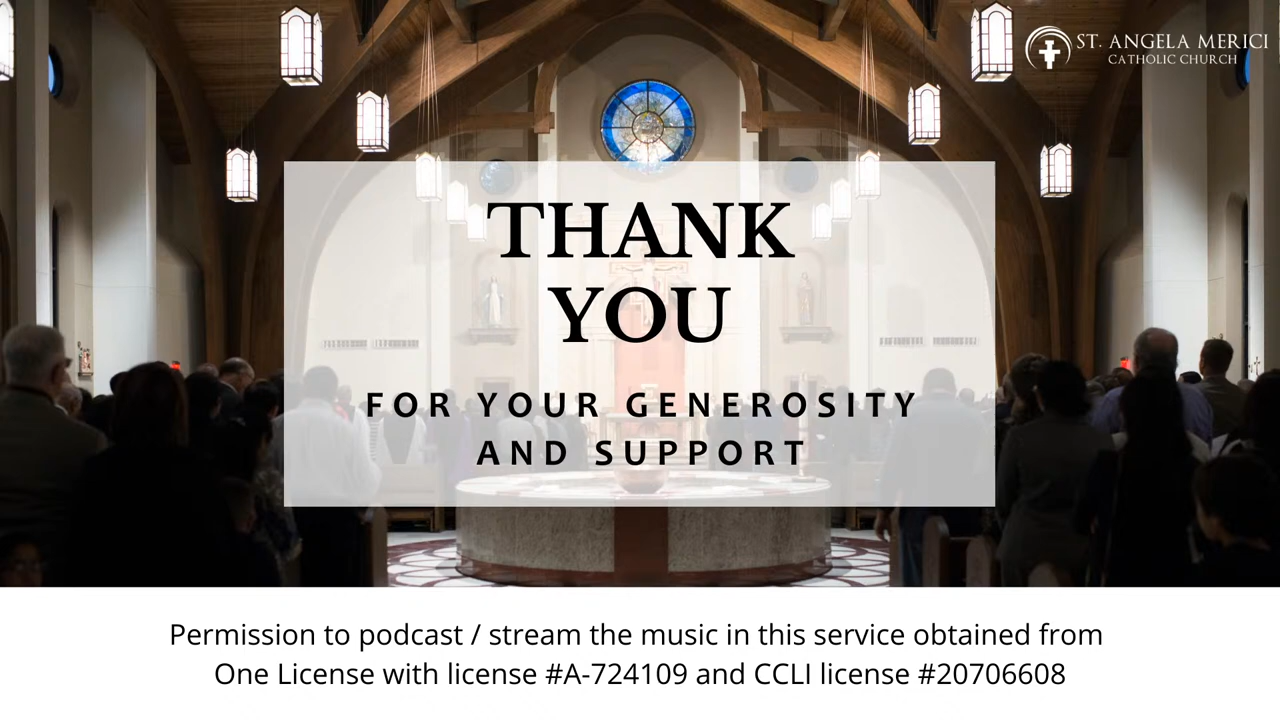 ST. ANGELA MERICI
CATHOLIC CHURCH
THANK
YOU
FOR YOUR GENEROSITY
AND SUPPORT
Permission to podcast / stream the music in this service obtained from
One License with license #A-724109 and CCLI license #20706608